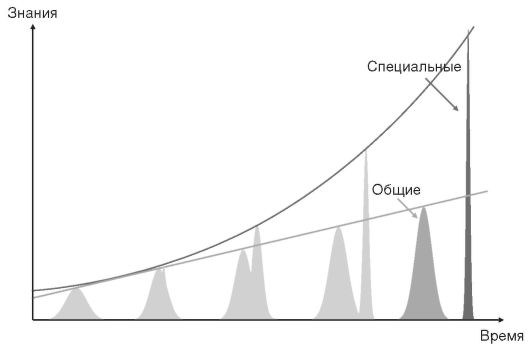 Знания
Специальные
Общие
Время